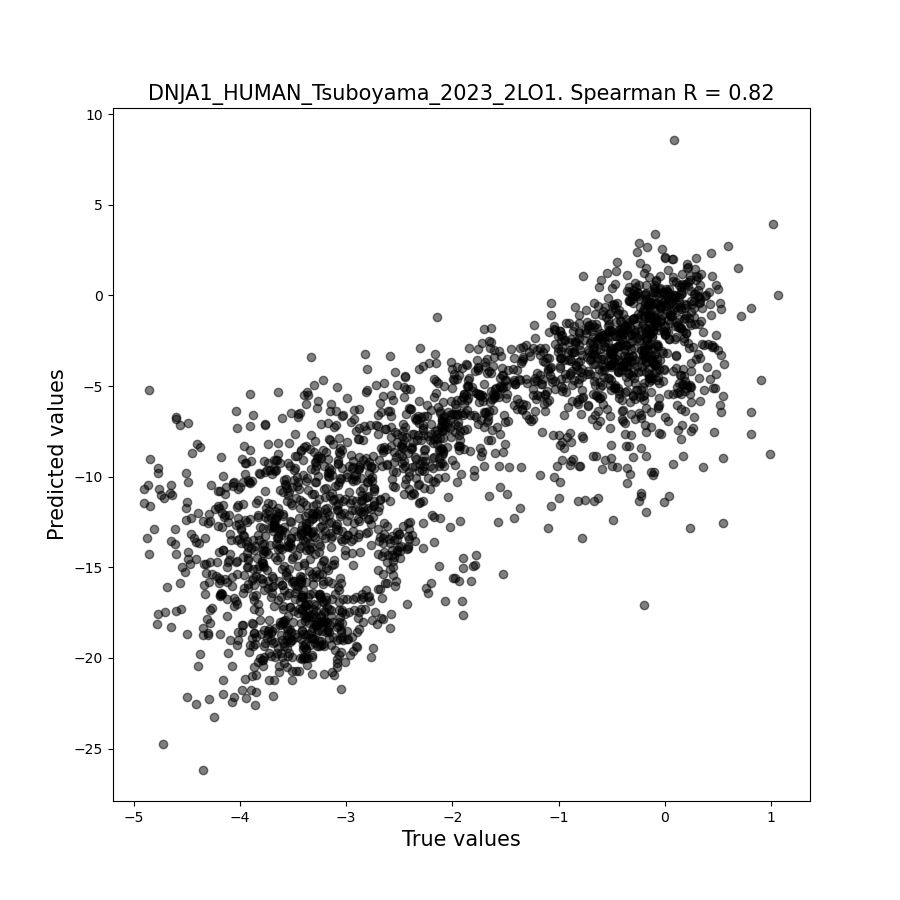 DNJA1_HUMAN_Tsuboyama_2023_2LO1. Spearman R = 0.82
10
5
0
−5
−10
−15
−20
−25
Predicted values
−5 −4 −3 −2 −1 0 1
True values